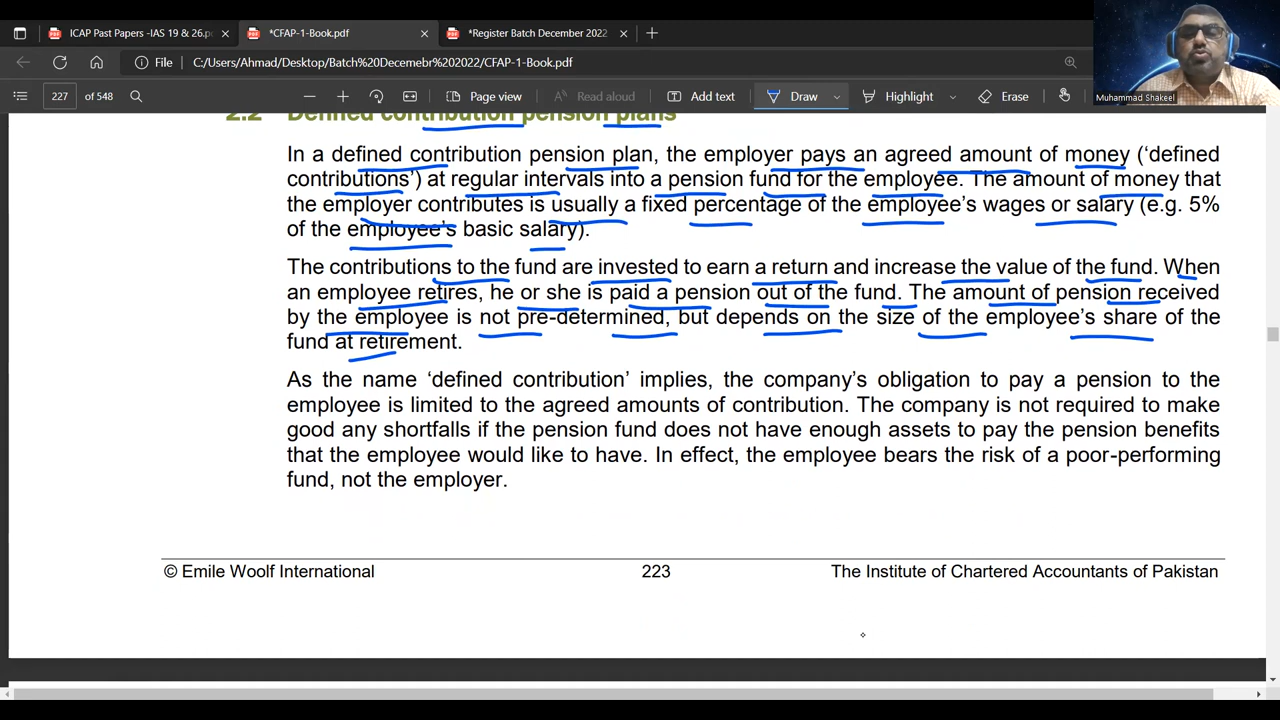 ICAP Past Papers -IAS 19 & 26.p
*CFAP-1-Book.pdf
*Register Batch December 2022
File
C:/Users/Ahmad/Desktop/Batch%20Decemebr%202022/CFAP-1-Book.pdf
227 of 548
Page view
Read aloud
Add text
Draw
Highlight
Erase
Muhammad Shakeel
2.2 Defined contribution pension plans
In a defined contribution pension plan, the employer pays an agreed amount of money (‘defined
contributions’) at regular intervals into a pension fund for the employee. The amount of money that
the employer contributes is usually a fixed percentage of the employee’s wages or salary (e.g. 5%
of the employee’s basic salary).
The contributions to the fund are invested to earn a return and increase the value of the fund. When
an employee retires, he or she is paid a pension out of the fund. The amount of pension received
by the employee is not pre-determined, but depends on the size of the employee’s share of the
fund at retirement.
As the name ‘defined contribution’ implies, the company’s obligation to pay a pension to the
employee is limited to the agreed amounts of contribution. The company is not required to make
good any shortfalls if the pension fund does not have enough assets to pay the pension benefits
that the employee would like to have. In effect, the employee bears the risk of a poor-performing
fund, not the employer.
© Emile Woolf International
223
The Institute of Chartered Accountants of Pakistan